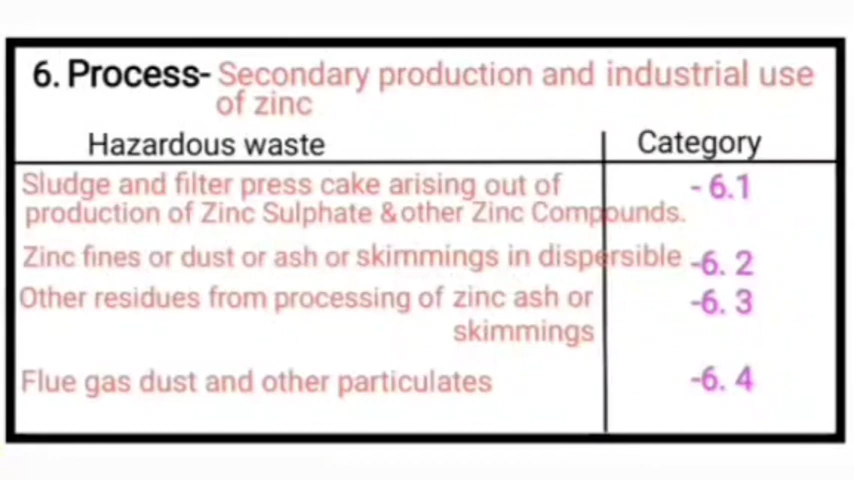 6. Process- Secondary production and industrial use
of zinc
Hazardous waste Category
Sludge and filter press cake arising out of - 6.1
production of Zinc Sulphate & other Zinc Compounds.
Zinc fines or dust or ash or skimmings in dispersible -6. 2
Other residues from processing of zinc ash or -6. 3
skimmings
Flue gas dust and other particulates -6. 4